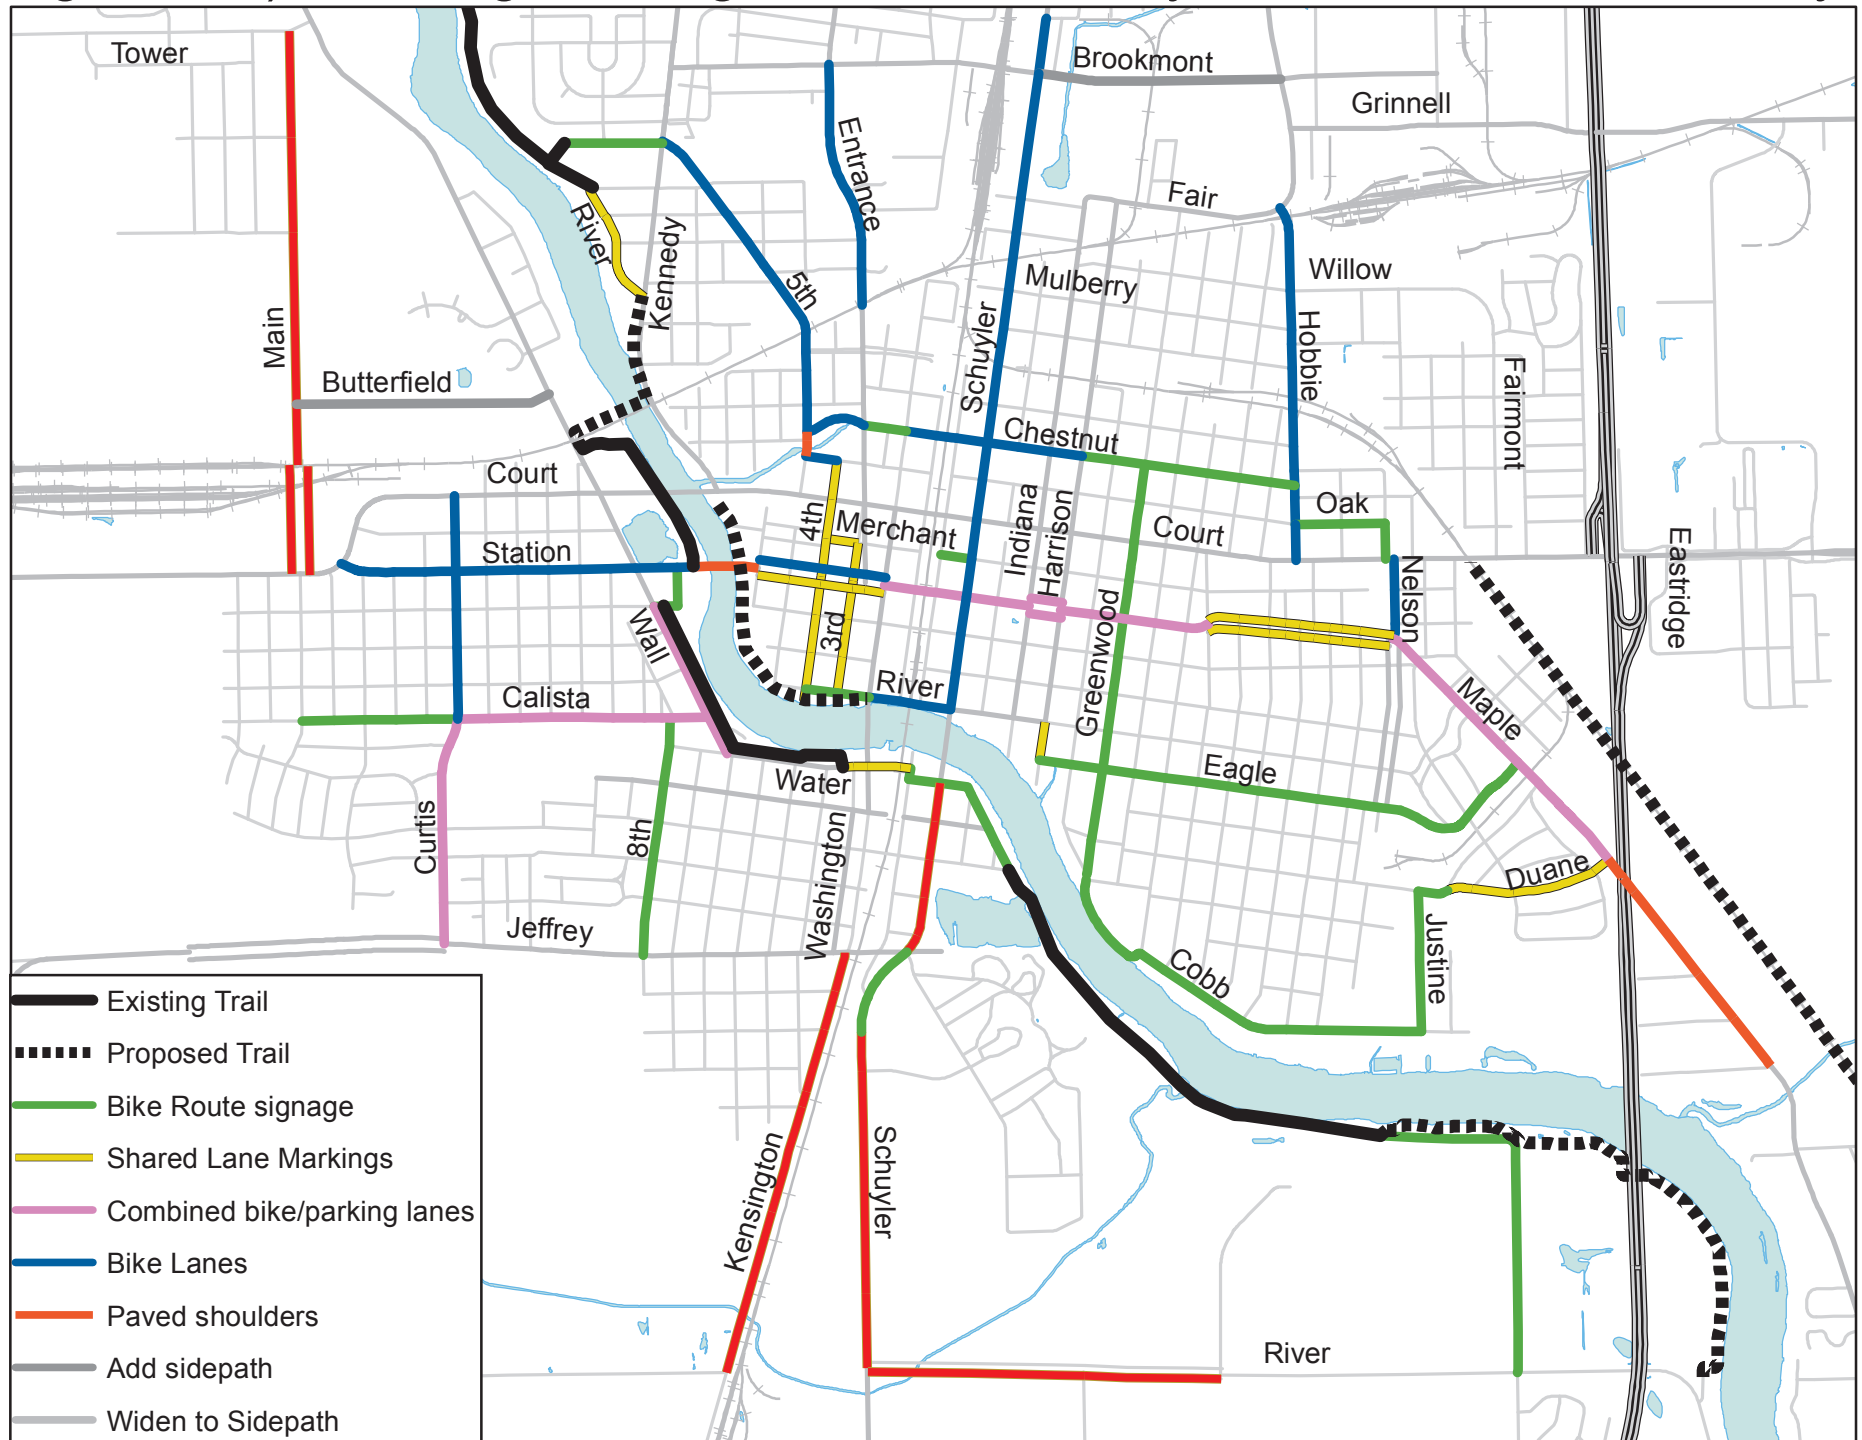 Tower
Brookmont
Grinnell
Entrance
Fair
River
Kennedy
Willow
Mulberry
5th
Main
Schuyler
Hobbie
Butterfield
Fairmont
Chestnut
Court
Indiana
Harrison
Oak
4th
Merchant
Court
Station
Eastridge
Nelson
Wall
3rd
Greenwood
River
Calista
Maple
Eagle
Water
Curtis
8th
Washington
Duane
Jeffrey
Justine
Cobb
Existing Trail
Proposed Trail
Bike Route signage
Shared Lane Markings
Combined bike/parking lanes
Bike Lanes
Paved shoulders
Add sidepath
Widen to Sidepath
Kensington
Schuyler
River